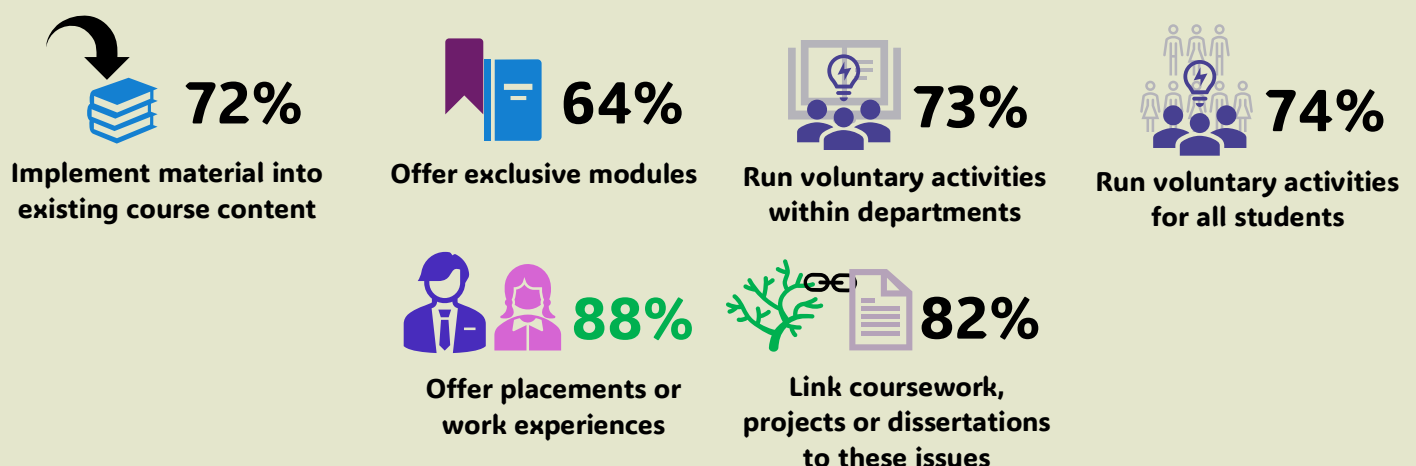 72%
Implement material into
existing course content
64%
Offer exclusive modules
73%
Run voluntary activities
within departments
74%
Run voluntary activities
for all students
88%
Offer placements or
work experiences
82%
Link coursework,
projects or dissertations
to these issues